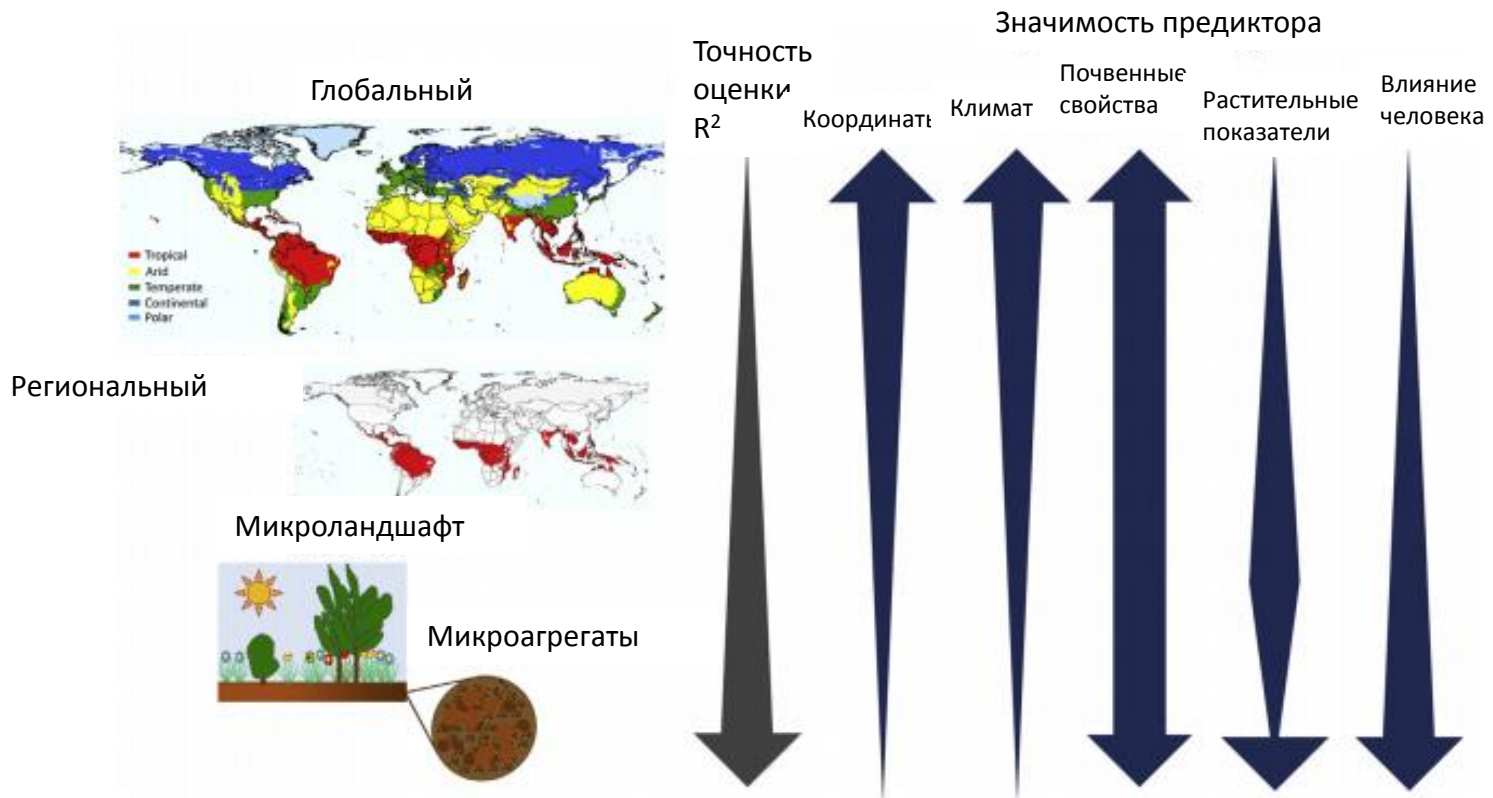 Значимость предиктора
Точность
оценки
R²
Координать
Климат
Почвенные
свойства
Растительные
показатели
Влияние
человека
Глобальный
Tropical
Arid
Temperate
Continental
Polar
Региональный
Микроландшафт
Микроагрегаты